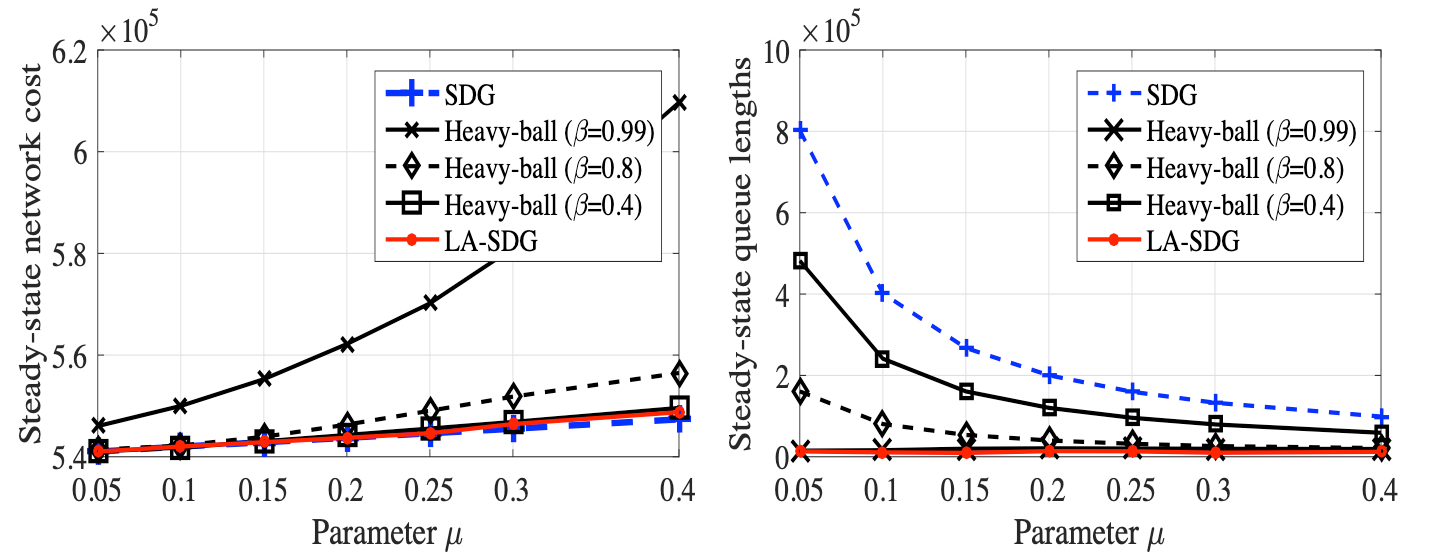 ×10⁵
6.2
6
5.8
5.6
5.4
Steady-state network cost
SDG
Heavy-ball (β=0.99)
Heavy-ball (β=0.8)
Heavy-ball (β=0.4)
LA-SDG
0.05 0.1 0.15 0.2 0.25 0.3 0.4
Parameter μ
×10⁵
10
8
6
4
2
0
Steady-state queue lengths
SDG
Heavy-ball (β=0.99)
Heavy-ball (β=0.8)
Heavy-ball (β=0.4)
LA-SDG
0.05 0.1 0.15 0.2 0.25 0.3 0.4
Parameter μ